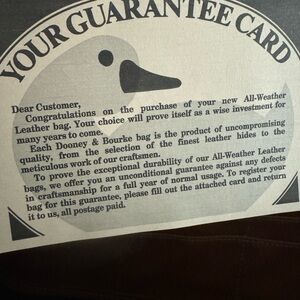 YOUR GUARANTEE CARD
Dear Customer,
Congratulations on the purchase of your new All-Weather
Leather bag. Your choice will prove itself as a wise investment for
many years to come.
Each Dooney & Bourke bag is the product of uncompromising
quality, from the selection of the finest leather hides to the
meticulous work of our craftsmen.
To prove the exceptional durability of our All-Weather Leather
bags, we offer you an unconditional guarantee against any defects
in craftsmanship for a full year of normal usage. To register your
bag for this guarantee, please fill out the attached card and return
it to us, all postage paid.